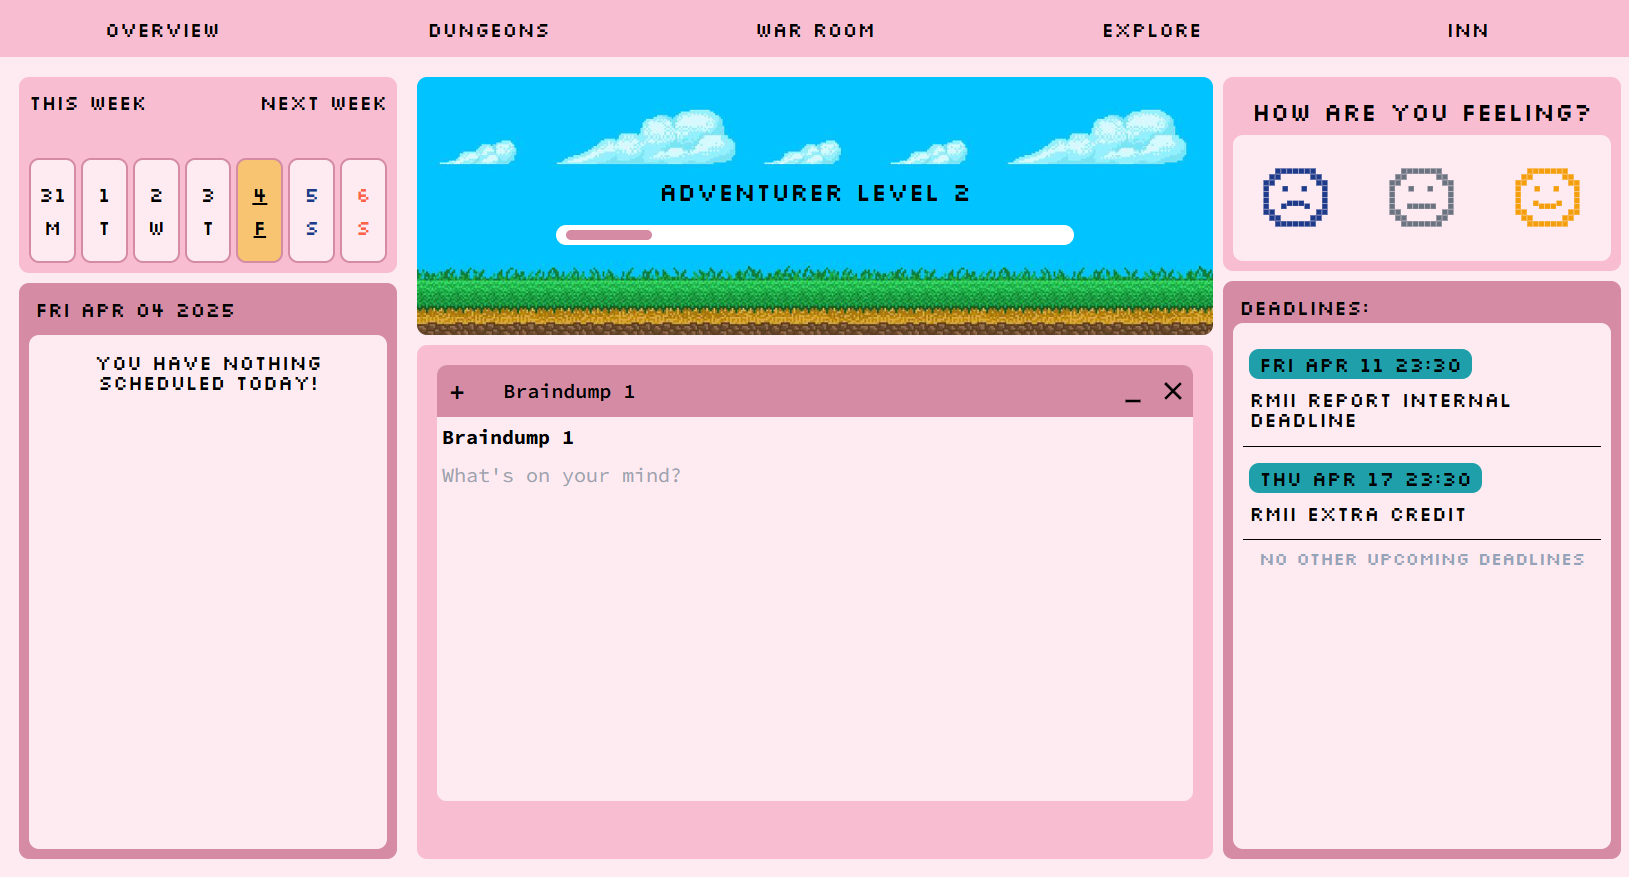 OVERVIEW DUNGEONS WAR ROOM EXPLORE INN
THIS WEEK NEXT WEEK
31 1 2 3 4 5 6
M T W T F S S
FRI APR 04 2025
YOU HAVE NOTHING
SCHEDULED TODAY!
ADVENTURER LEVEL 2
+ Braindump 1 _ X
Braindump 1
What's on your mind?
HOW ARE YOU FEELING?
DEADLINES:
FRI APR 11 23:30
RMII REPORT INTERNAL
DEADLINE
THU APR 17 23:30
RMII EXTRA CREDIT
NO OTHER UPCOMING DEADLINES